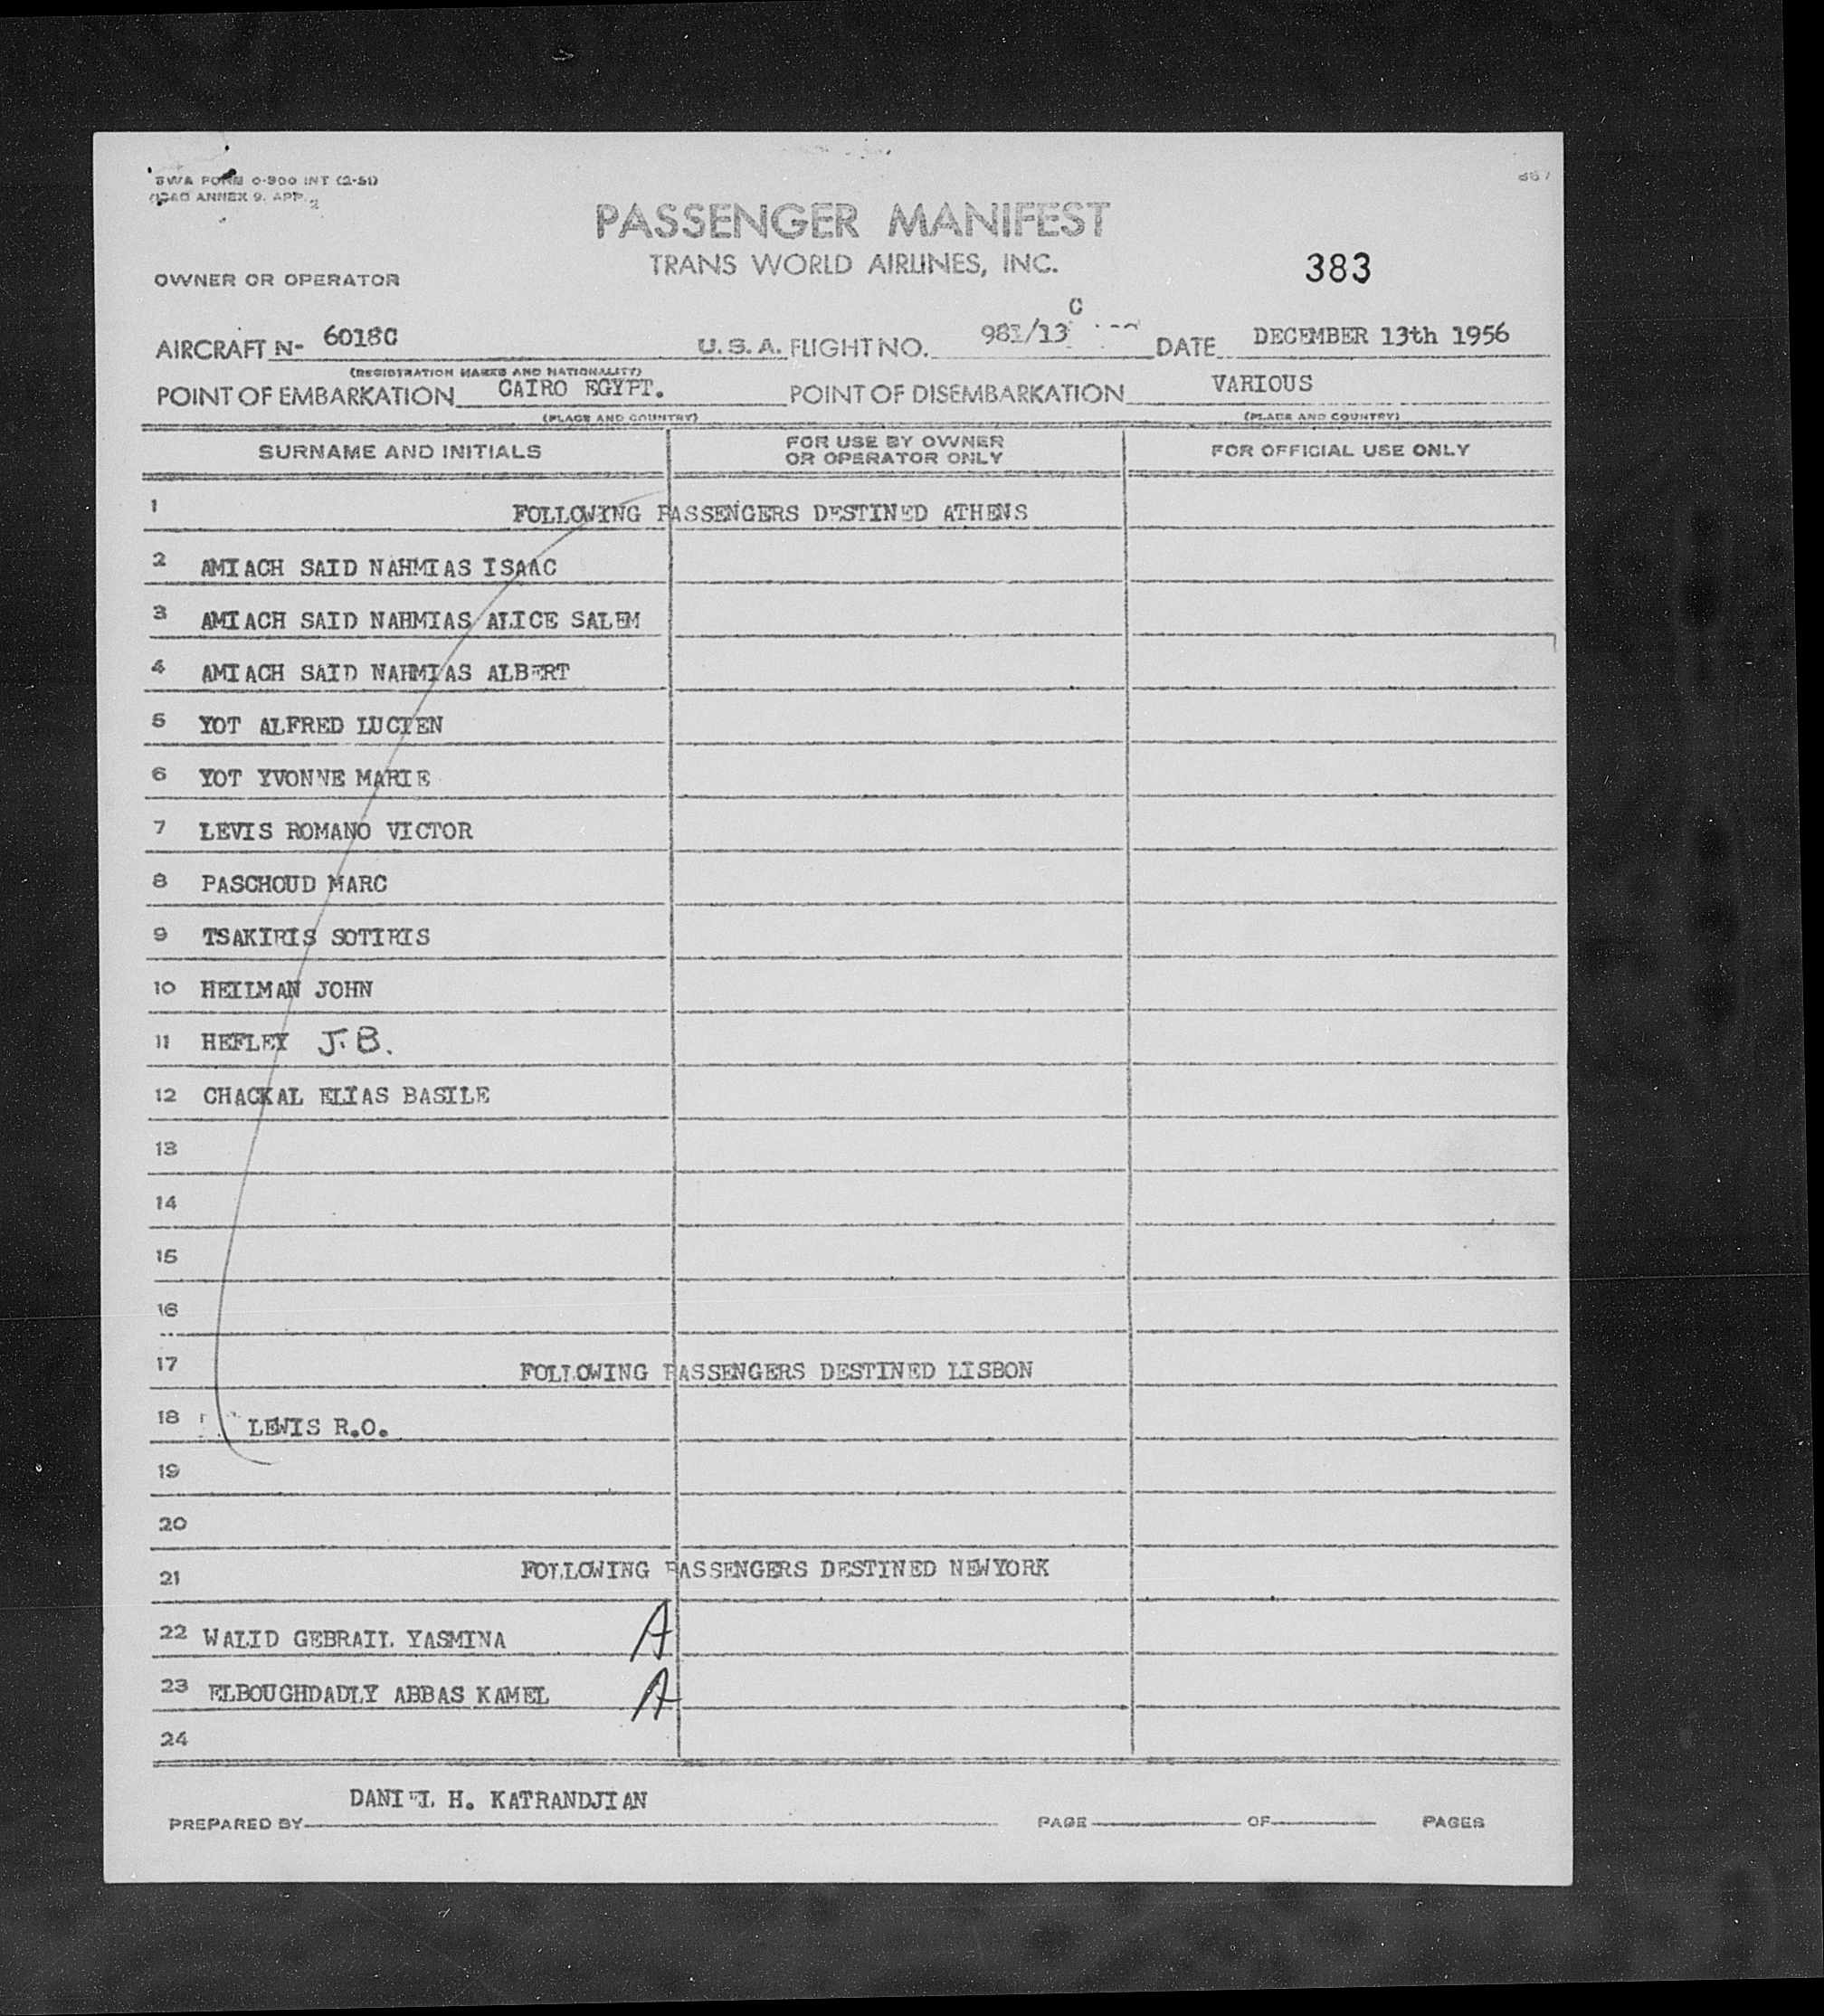 TWA FORM O-900 INT (2-51)
ICAO ANNEX 9. APP. 2
PASSENGER MANIFEST
TRANS WORLD AIRLINES, INC.
383
OWNER OR OPERATOR
C
AIRCRAFT N- 6018C U.S.A. FLIGHT NO. 981/13 DATE DECEMBER 13th 1956
(REGISTRATION MARKS AND NATIONALITY)
POINT OF EMBARKATION CAIRO EGYPT. POINT OF DISEMBARKATION VARIOUS
(PLACE AND COUNTRY) (PLACE AND COUNTRY)
SURNAME AND INITIALS FOR USE BY OWNER OR OPERATOR ONLY FOR OFFICIAL USE ONLY
1 FOLLOWING PASSENGERS DESTINED ATHENS
2 AMIACH SAID NAHMIAS ISAAC
3 AMIACH SAID NAHMIAS ALICE SALEM
4 AMIACH SAID NAHMIAS ALBERT
5 YOT ALFRED LUCIEN
6 YOT YVONNE MARIE
7 LEVIS ROMANO VICTOR
8 PASCHOUD MARC
9 TSAKIRIS SOTIRIS
10 HEILMAN JOHN
11 HEFLEY J.B.
12 CHACKAL ELIAS BASILE
13
14
15
16
17 FOLLOWING PASSENGERS DESTINED LISBON
18 LEWIS R.O.
19
20
21 FOLLOWING PASSENGERS DESTINED NEWYORK
22 WALID GEBRAIL YASMINA A
23 ELBOUGHDADLY ABBAS KAMEL A
24
DANIEL H. KATRANDJIAN
PREPARED BY PAGE OF PAGES